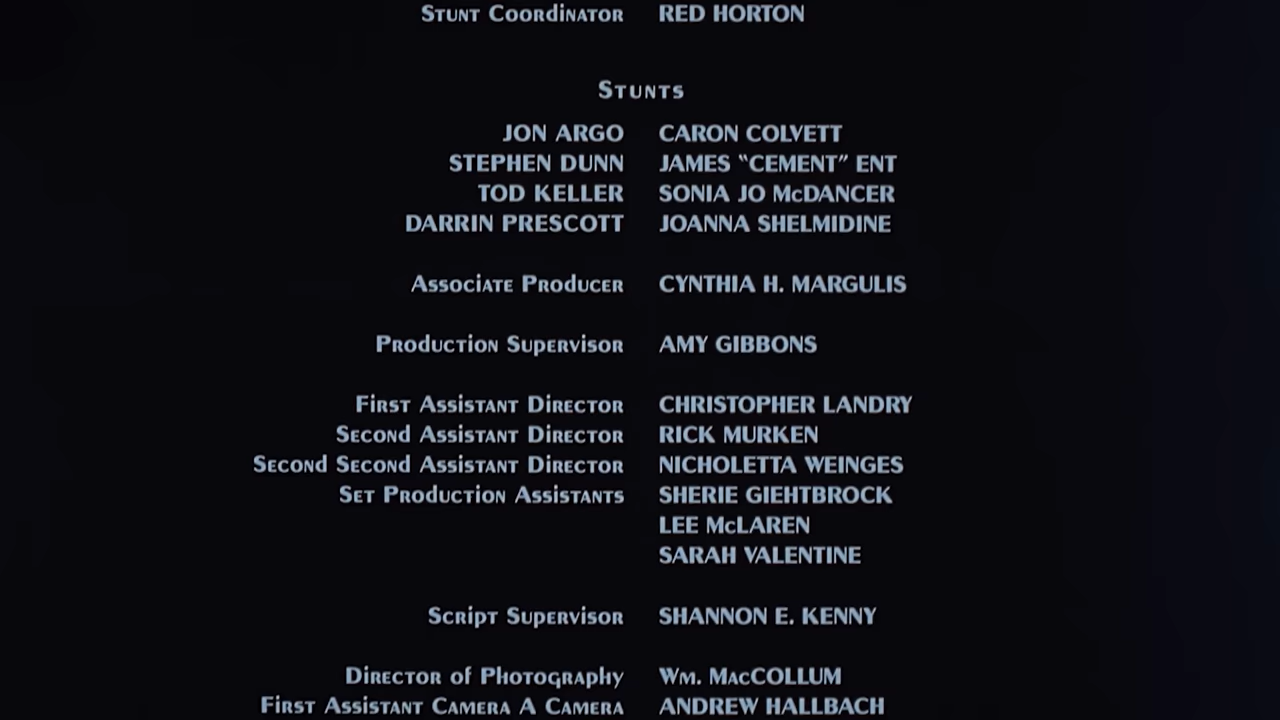 Stunt Coordinator RED HORTON
Stunts
JON ARGO CARON COLVETT
STEPHEN DUNN JAMES “CEMENT” ENT
TOD KELLER SONIA JO McDANCER
DARRIN PRESCOTT JOANNA SHELMIDINE
Associate Producer CYNTHIA H. MARGULIS
Production Supervisor AMY GIBBONS
First Assistant Director CHRISTOPHER LANDRY
Second Assistant Director RICK MURKEN
Second Second Assistant Director NICHOLETTA WEINGES
Set Production Assistants SHERIE GIEHTBROCK
LEE McLAREN
SARAH VALENTINE
Script Supervisor SHANNON E. KENNY
Director of Photography Wm. MacCOLLUM
First Assistant Camera A Camera ANDREW HALLBACH